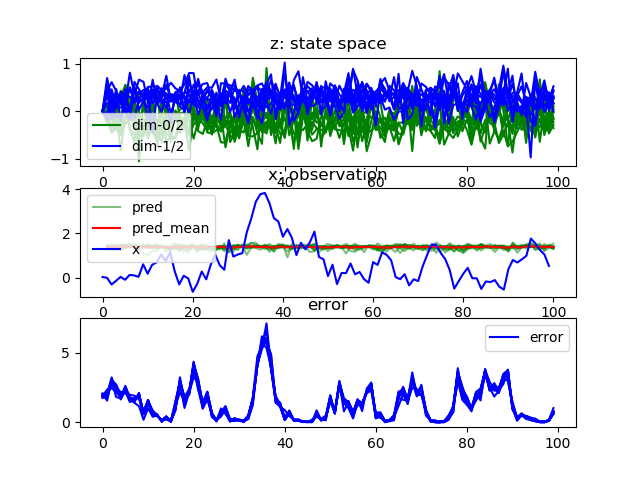 z: state space
1
0
−1
dim-0/2
dim-1/2
0 20 40 60 80 100
x: observation
4
2
0
pred
pred_mean
x
0 20 40 60 80 100
error
5
0
error
0 20 40 60 80 100